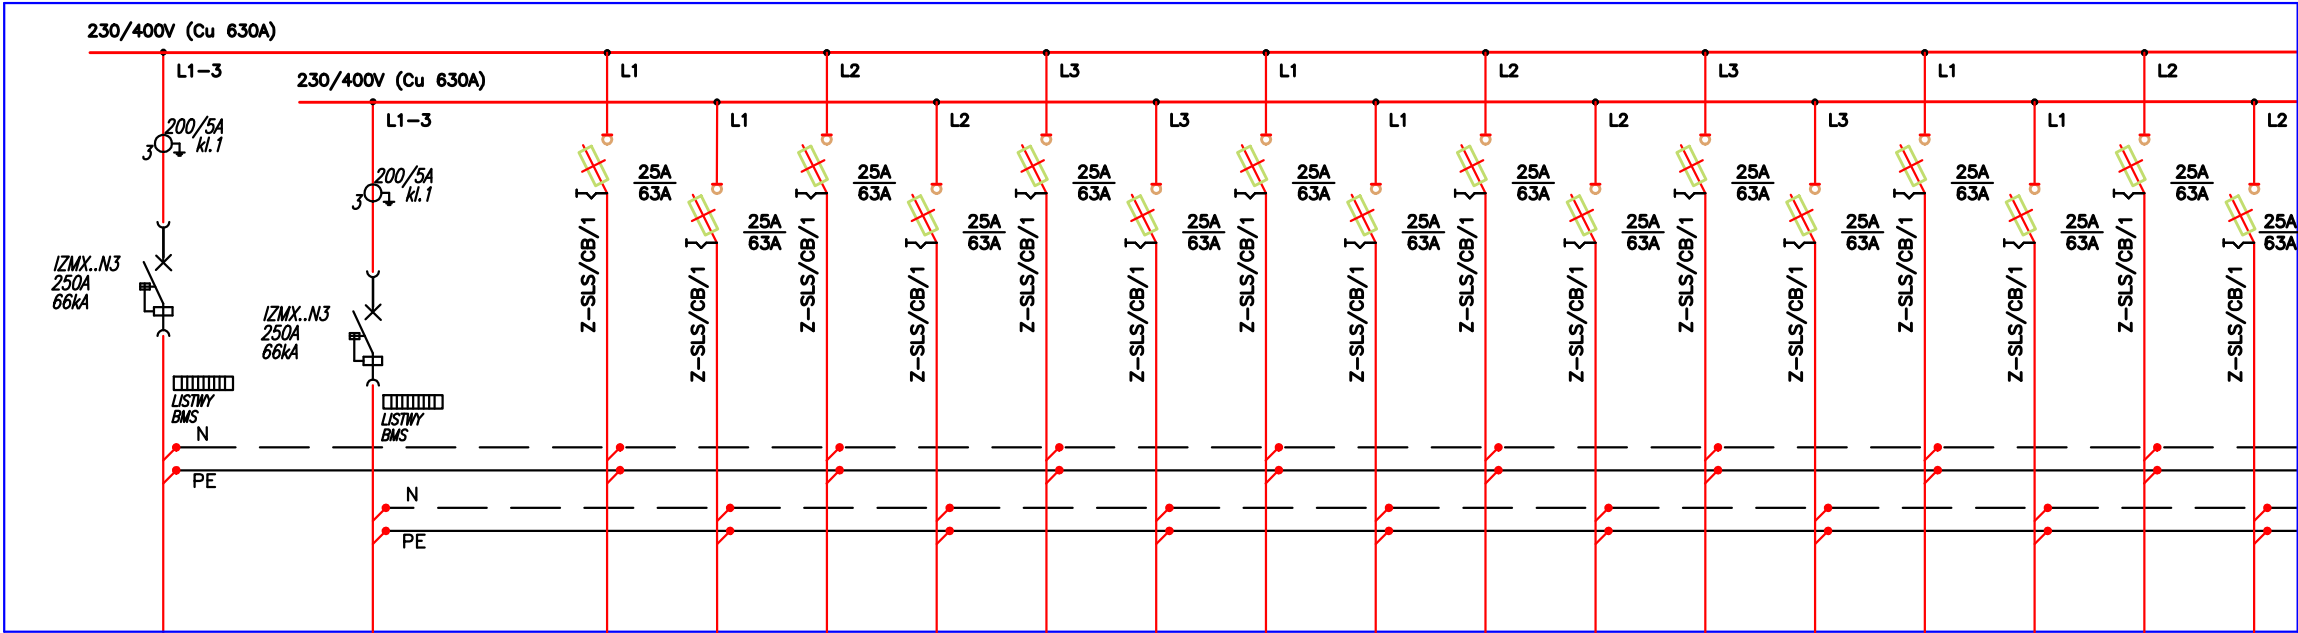 230/400V (Cu 630A)
L1-3
200/5A
kl.1
3
IZMX..N3
250A
66kA
LISTWY
BMS
N
PE
230/400V (Cu 630A)
L1-3
200/5A
kl.1
3
IZMX..N3
250A
66kA
LISTWY
BMS
N
PE
L1
25A
63A
Z-SLS/CB/1
L1
25A
63A
Z-SLS/CB/1
L2
25A
63A
Z-SLS/CB/1
L2
25A
63A
Z-SLS/CB/1
L3
25A
63A
Z-SLS/CB/1
L3
25A
63A
Z-SLS/CB/1
L1
25A
63A
Z-SLS/CB/1
L1
25A
63A
Z-SLS/CB/1
L2
25A
63A
Z-SLS/CB/1
L2
25A
63A
Z-SLS/CB/1
L3
25A
63A
Z-SLS/CB/1
L3
25A
63A
Z-SLS/CB/1
L1
25A
63A
Z-SLS/CB/1
L1
25A
63A
Z-SLS/CB/1
L2
25A
63A
Z-SLS/CB/1
L2
25A
63A
Z-SLS/CB/1